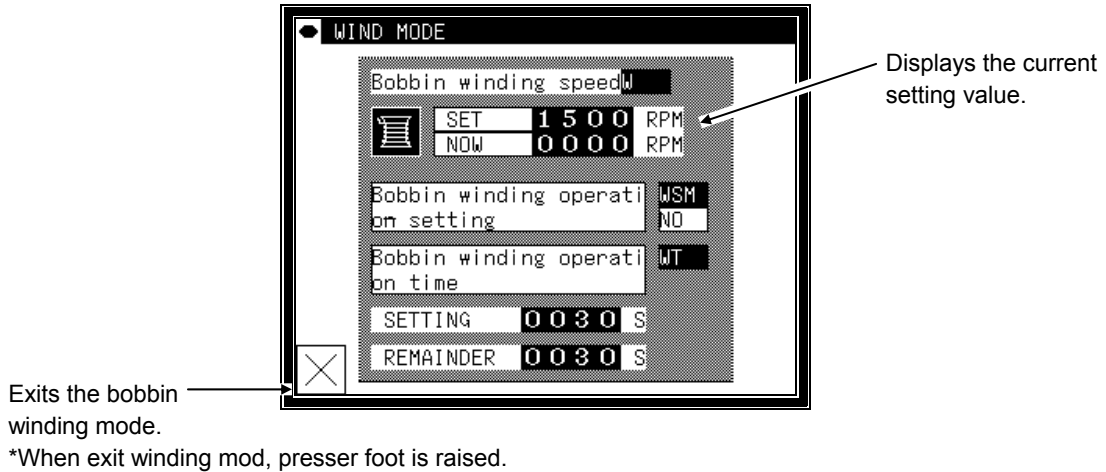 WIND MODE
Bobbin winding speed W
SET 1500 RPM
NOW 0000 RPM
Bobbin winding operati WSM
on setting NO
Bobbin winding operati WT
on time
SETTING 0030 S
REMAINDER 0030 S
Displays the current
setting value.
Exits the bobbin
winding mode.
*When exit winding mod, presser foot is raised.